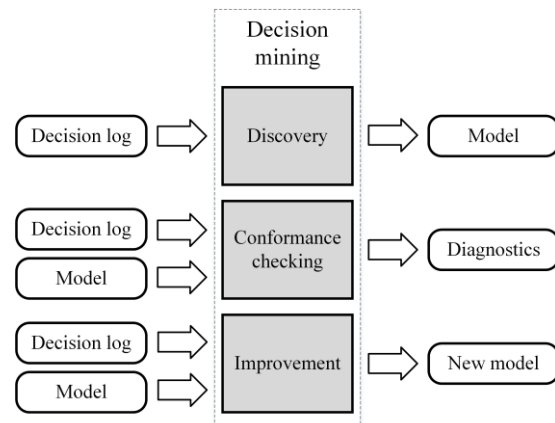 Decision
mining
Decision log
Discovery
Model
Decision log
Model
Conformance
checking
Diagnostics
Decision log
Model
Improvement
New model